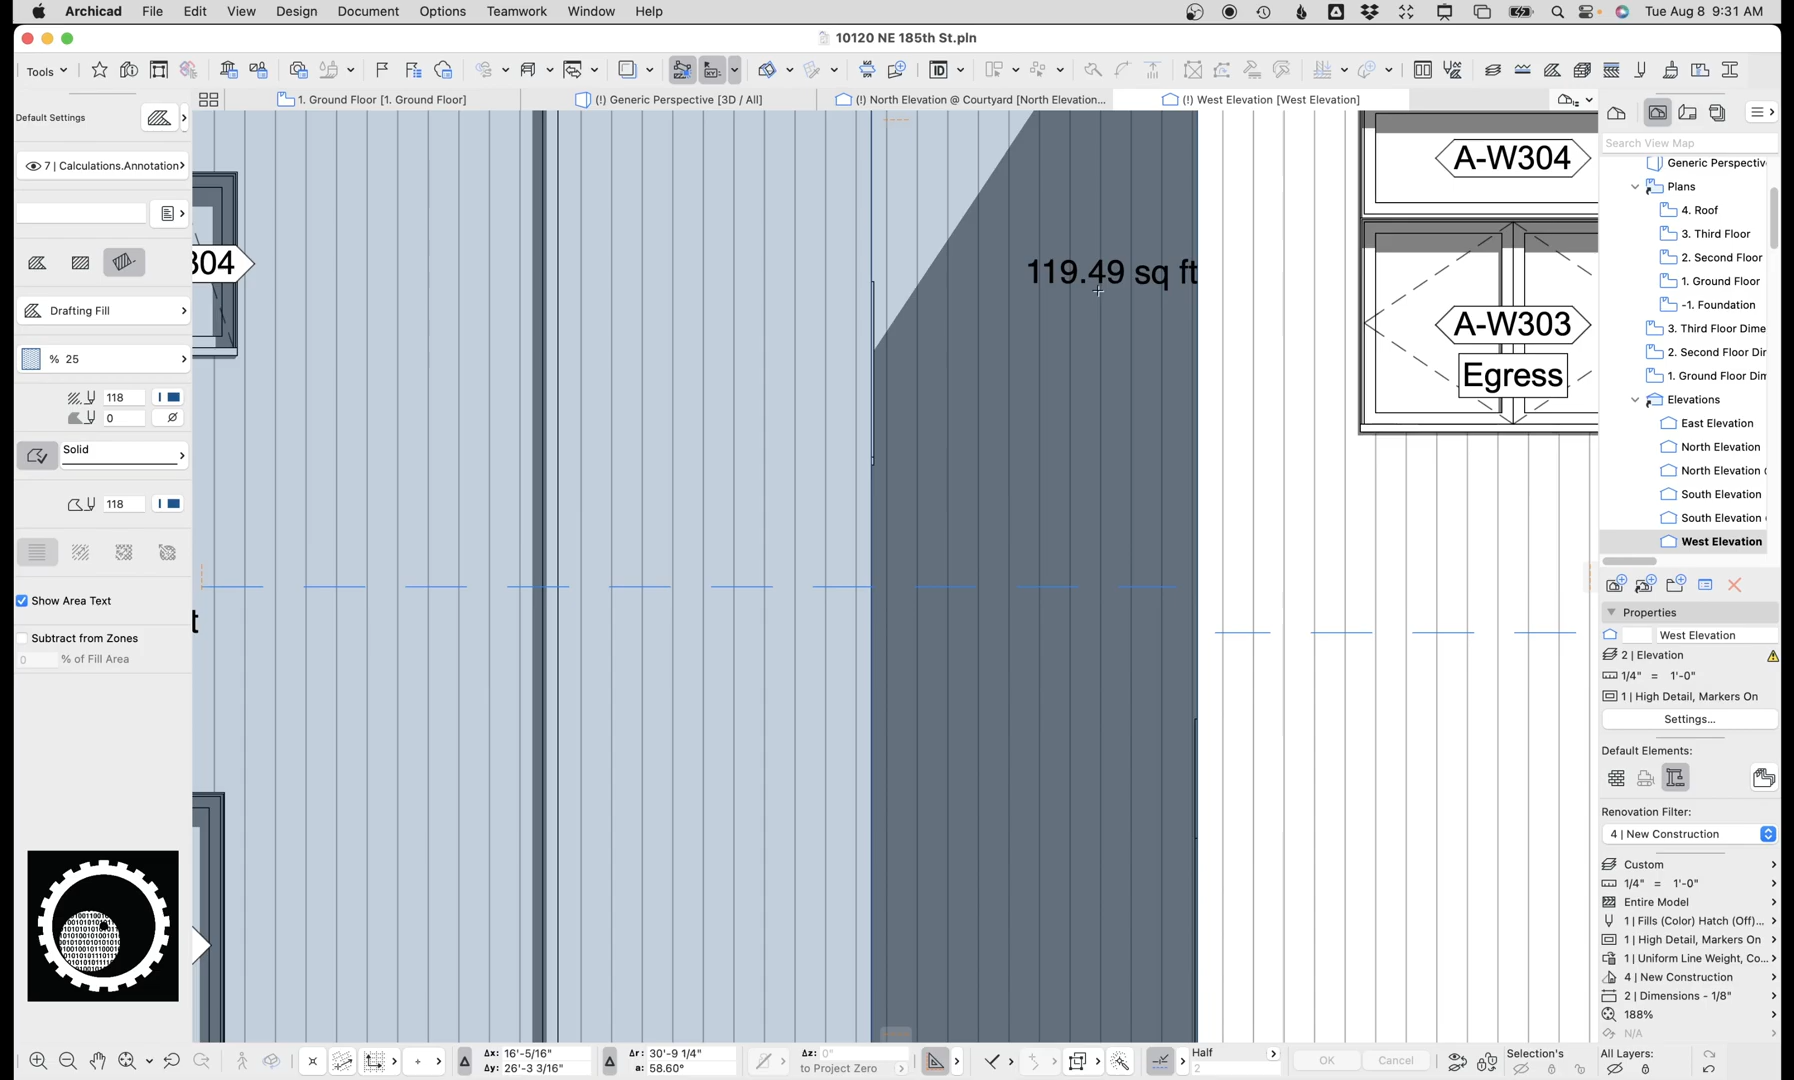 Archicad File Edit View Design Document Options Teamwork Window Help Tue Aug 8 9:31 AM
10120 NE 185th St.pln
Tools
1. Ground Floor [1. Ground Floor] (!) Generic Perspective [3D / All] (!) North Elevation @ Courtyard [North Elevation... (!) West Elevation [West Elevation]
Default Settings
7 | Calculations.Annotation
Drafting Fill
% 25
118
0
Solid
118
Show Area Text
Subtract from Zones
0 % of Fill Area
304
t
119.49 sq ft
A-W304
A-W303
Egress
Search View Map
Generic Perspectiv
Plans
4. Roof
3. Third Floor
2. Second Floor
1. Ground Floor
-1. Foundation
3. Third Floor Dime
2. Second Floor Dir
1. Ground Floor Dim
Elevations
East Elevation
North Elevation
North Elevation
South Elevation
South Elevation
West Elevation
Properties
West Elevation
2 | Elevation
1/4" = 1'-0"
1 | High Detail, Markers On
Settings...
Default Elements:
Renovation Filter:
4 | New Construction
Custom
1/4" = 1'-0"
Entire Model
1 | Fills (Color) Hatch (Off)...
1 | High Detail, Markers On
1 | Uniform Line Weight, Co...
4 | New Construction
2 | Dimensions - 1/8"
188%
N/A
Δx: 16'-5/16"
Δy: 26'-3 3/16"
Δr: 30'-9 1/4"
a: 58.60°
Δz: 0"
to Project Zero
Half
2
OK Cancel
Selection's
All Layers: